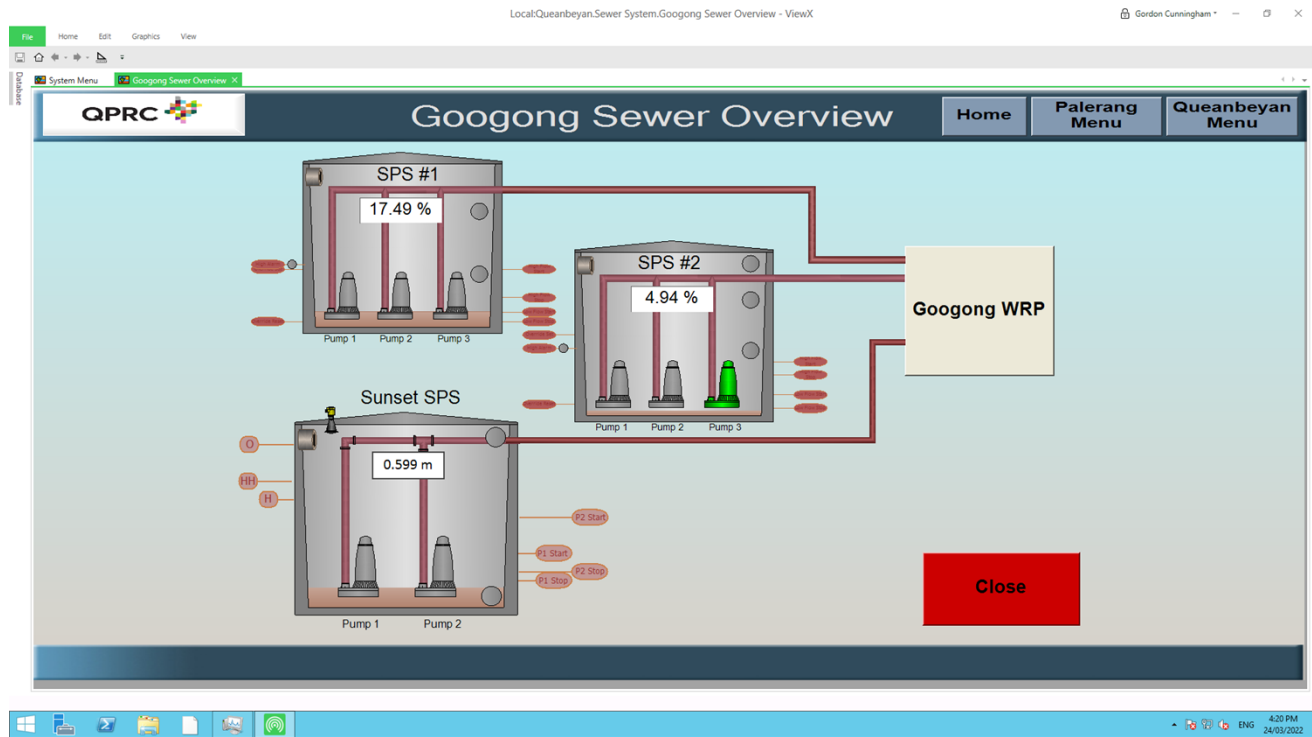 Local:Queanbeyan.Sewer System.Googong Sewer Overview - ViewX
Gordon Cunningham
File Home Edit Graphics View
Database
System Menu
Googong Sewer Overview
QPRC
Googong Sewer Overview
Home
Palerang Menu
Queanbeyan Menu
SPS #1
17.49 %
Pump 1 Pump 2 Pump 3
SPS #2
4.94 %
Pump 1 Pump 2 Pump 3
Googong WRP
Sunset SPS
0.599 m
O
HH
H
P2 Start
P1 Start
P2 Stop
P1 Stop
Pump 1 Pump 2
Close
ENG
4:20 PM
24/03/2022